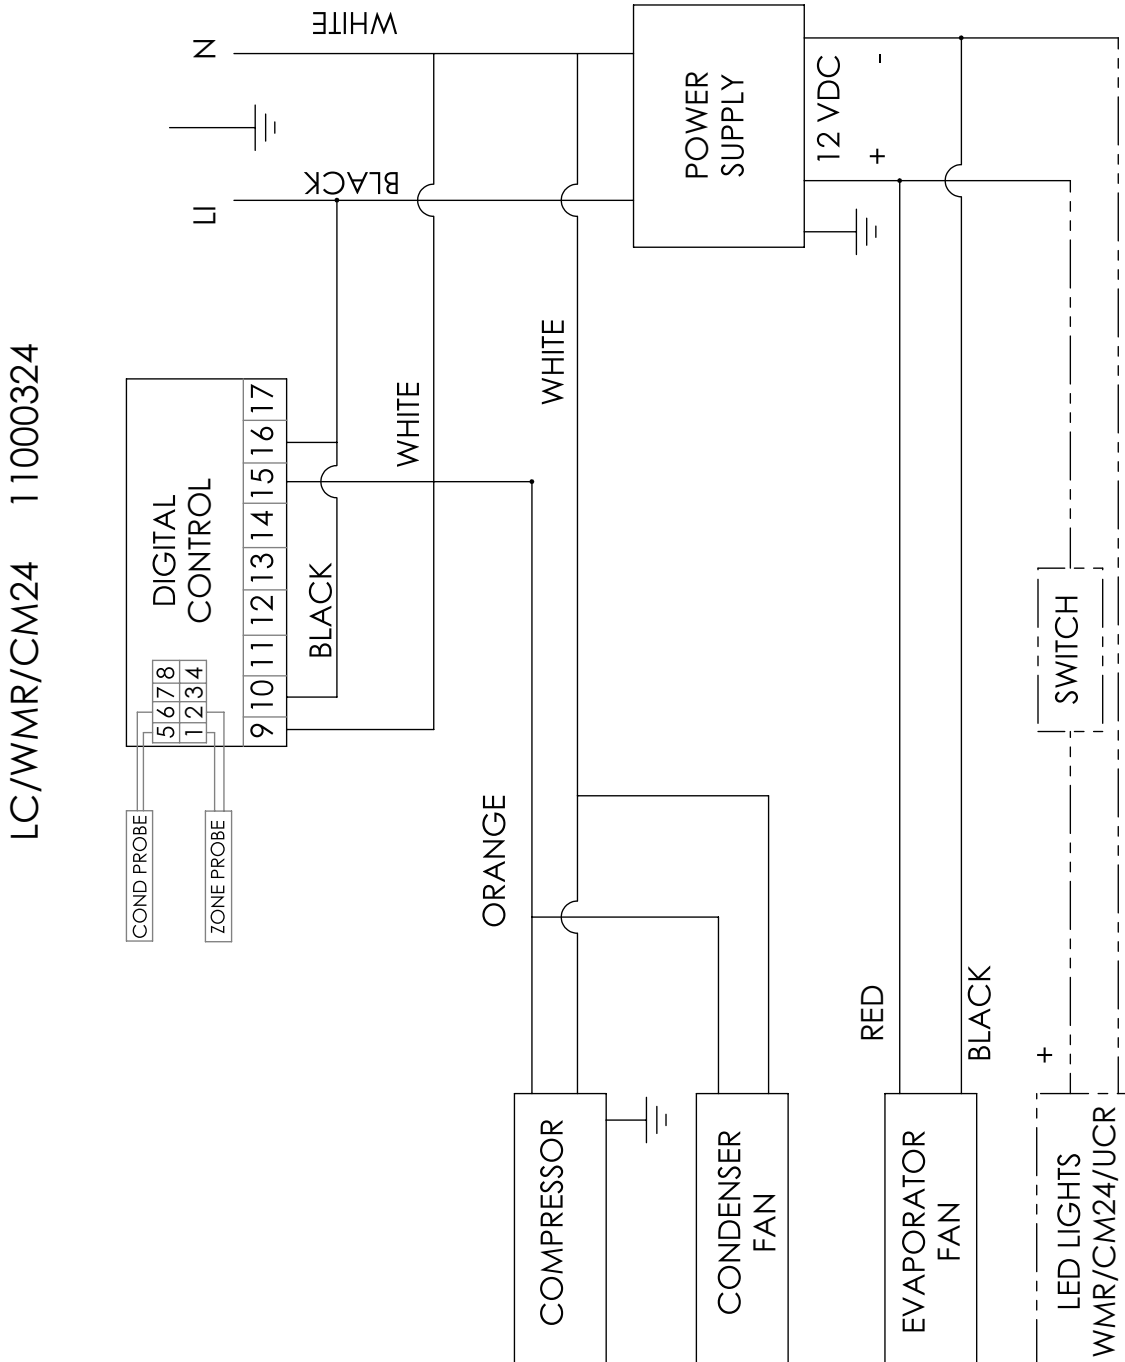 LC/WMR/CM24 11000324
N
WHITE
LI
BLACK
POWER
SUPPLY
12 VDC
-
+
DIGITAL
CONTROL
5 6 7 8
1 2 3 4
9 10 11 12 13 14 15 16 17
COND PROBE
ZONE PROBE
BLACK
WHITE
WHITE
ORANGE
RED
BLACK
SWITCH
+
COMPRESSOR
CONDENSER
FAN
EVAPORATOR
FAN
LED LIGHTS
WMR/CM24/UCR